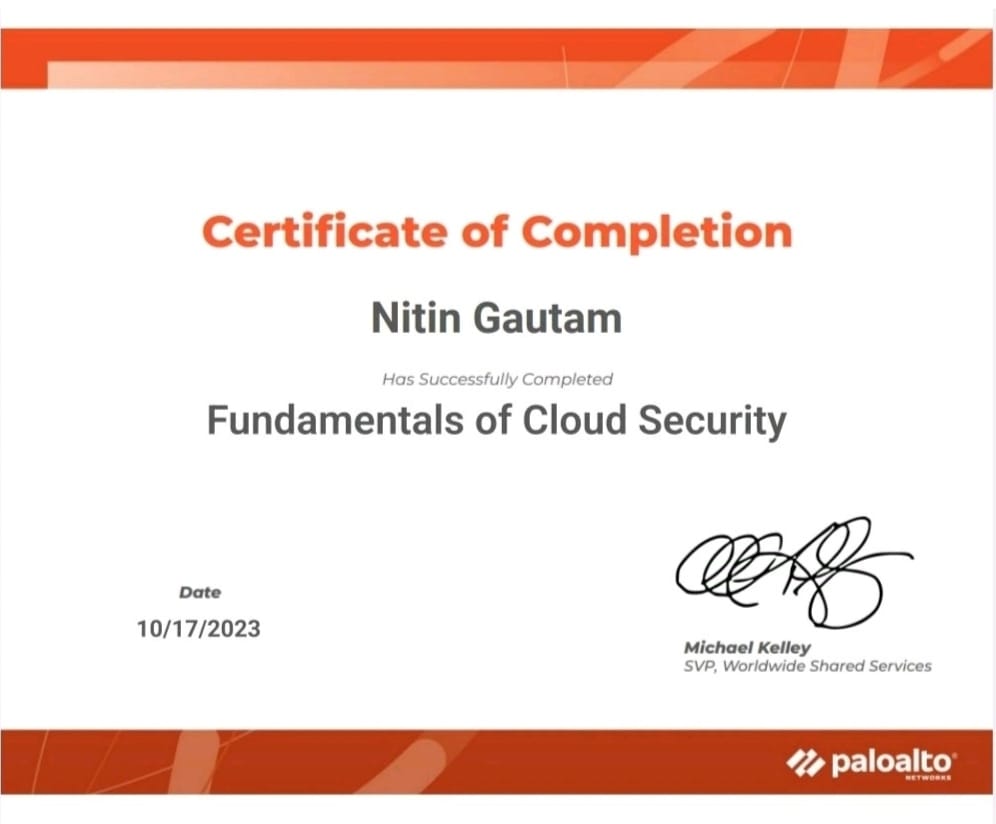 Certificate of Completion
Nitin Gautam
Has Successfully Completed
Fundamentals of Cloud Security
Date
10/17/2023
Michael Kelley
SVP, Worldwide Shared Services
paloalto®
NETWORKS